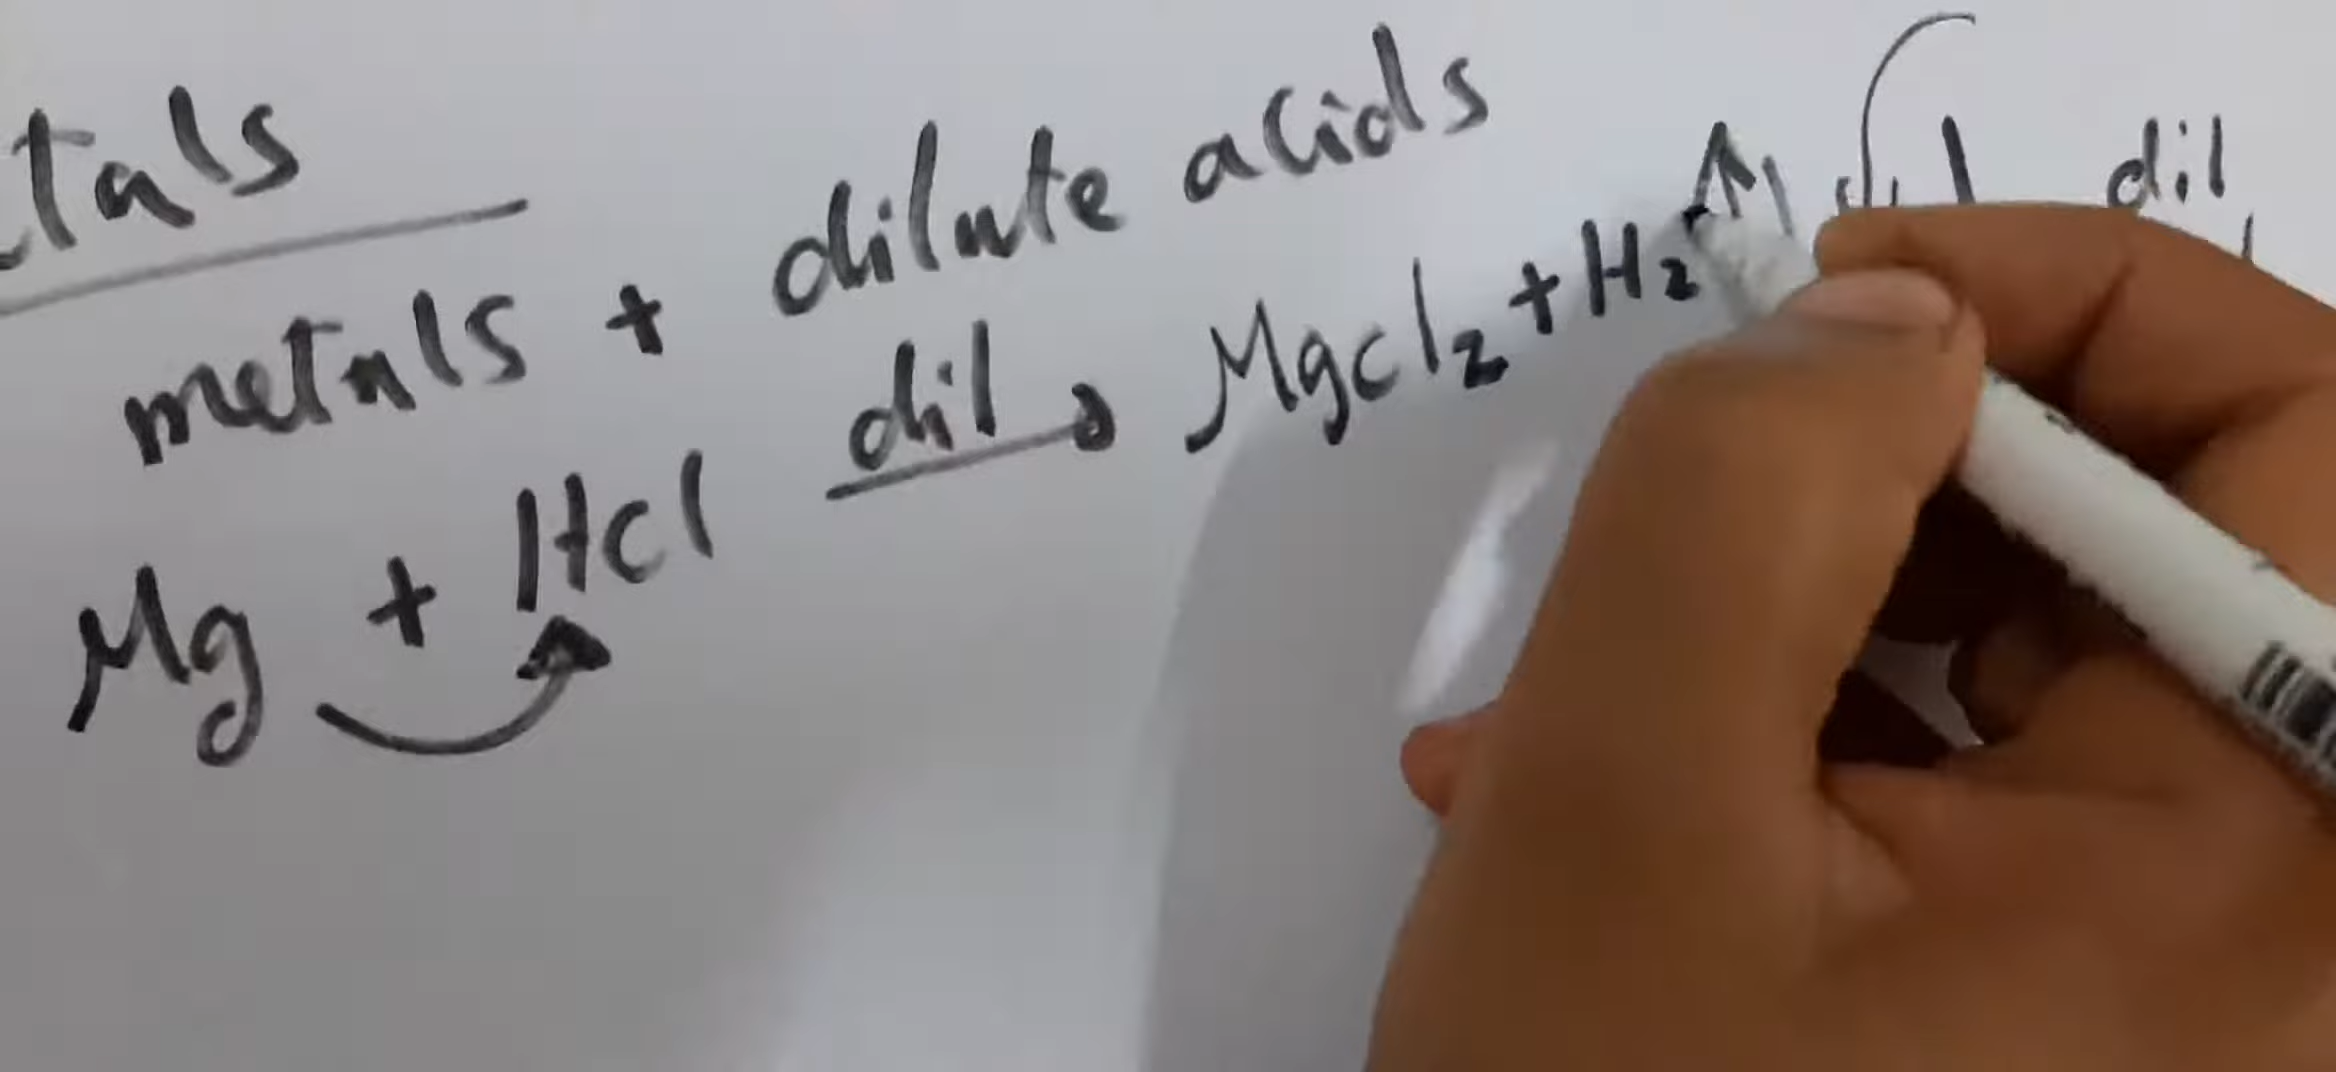 tals
metals + dilute acids
Mg + HCl dil → MgCl₂ + H₂↑
dil